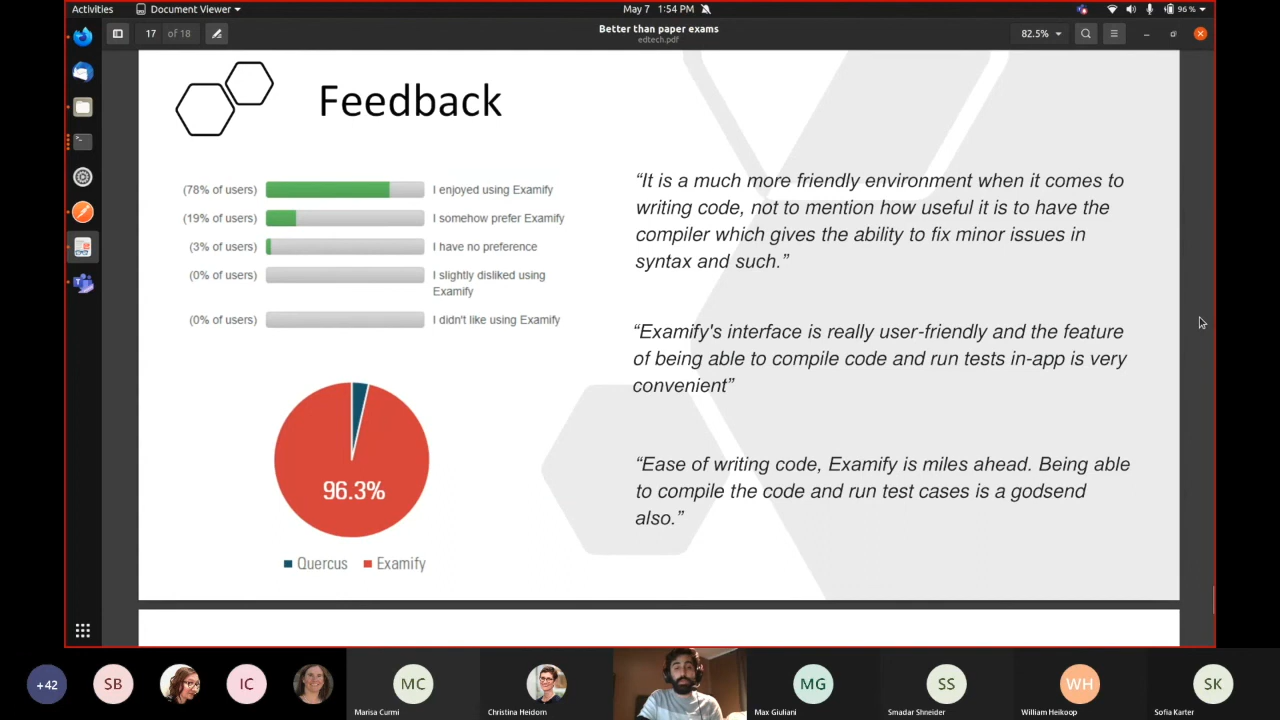 Activities
Document Viewer
May 7 1:54 PM
96 %
17 of 18
Better than paper exams
edtech.pdf
82.5%
Feedback
(78% of users) I enjoyed using Examify
(19% of users) I somehow prefer Examify
(3% of users) I have no preference
(0% of users) I slightly disliked using
Examify
(0% of users) I didn't like using Examify
96.3%
Quercus Examify
“It is a much more friendly environment when it comes to
writing code, not to mention how useful it is to have the
compiler which gives the ability to fix minor issues in
syntax and such.”
“Examify's interface is really user-friendly and the feature
of being able to compile code and run tests in-app is very
convenient”
“Ease of writing code, Examify is miles ahead. Being able
to compile the code and run test cases is a godsend
also.”
+42
SB
IC
MC
MG
SS
WH
SK
Marisa Curmi
Christina Heidorn
Max Giuliani
Smadar Shneider
William Heikoop
Sofia Karter